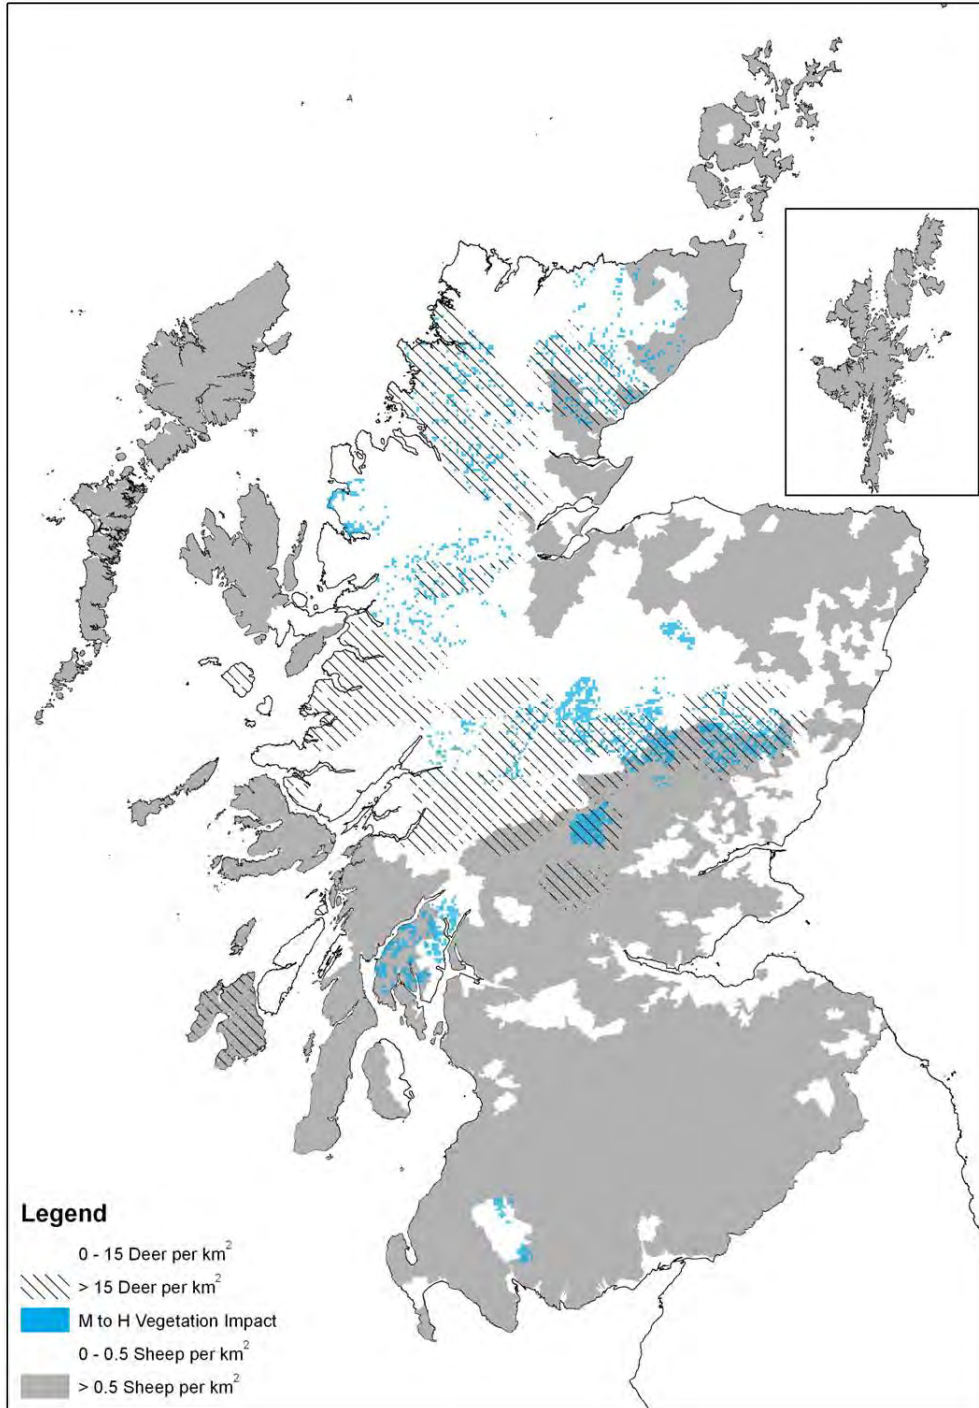 Legend
0 - 15 Deer per km²
> 15 Deer per km²
M to H Vegetation Impact
0 - 0.5 Sheep per km²
> 0.5 Sheep per km²